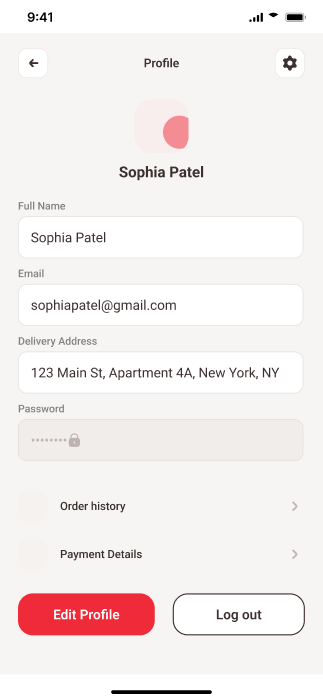 9:41
Profile
Sophia Patel
Full Name
Sophia Patel
Email
sophiapatel@gmail.com
Delivery Address
123 Main St, Apartment 4A, New York, NY
Password
••••••••
Order history
Payment Details
Edit Profile
Log out